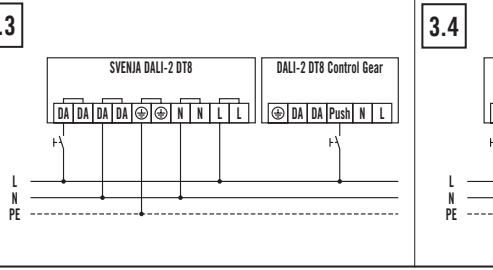 .3
3.4
SVENJA DALI-2 DT8
DALI-2 DT8 Control Gear
DA DA DA DA N N L L
DA DA Push N L
L
N
PE
L
N
PE